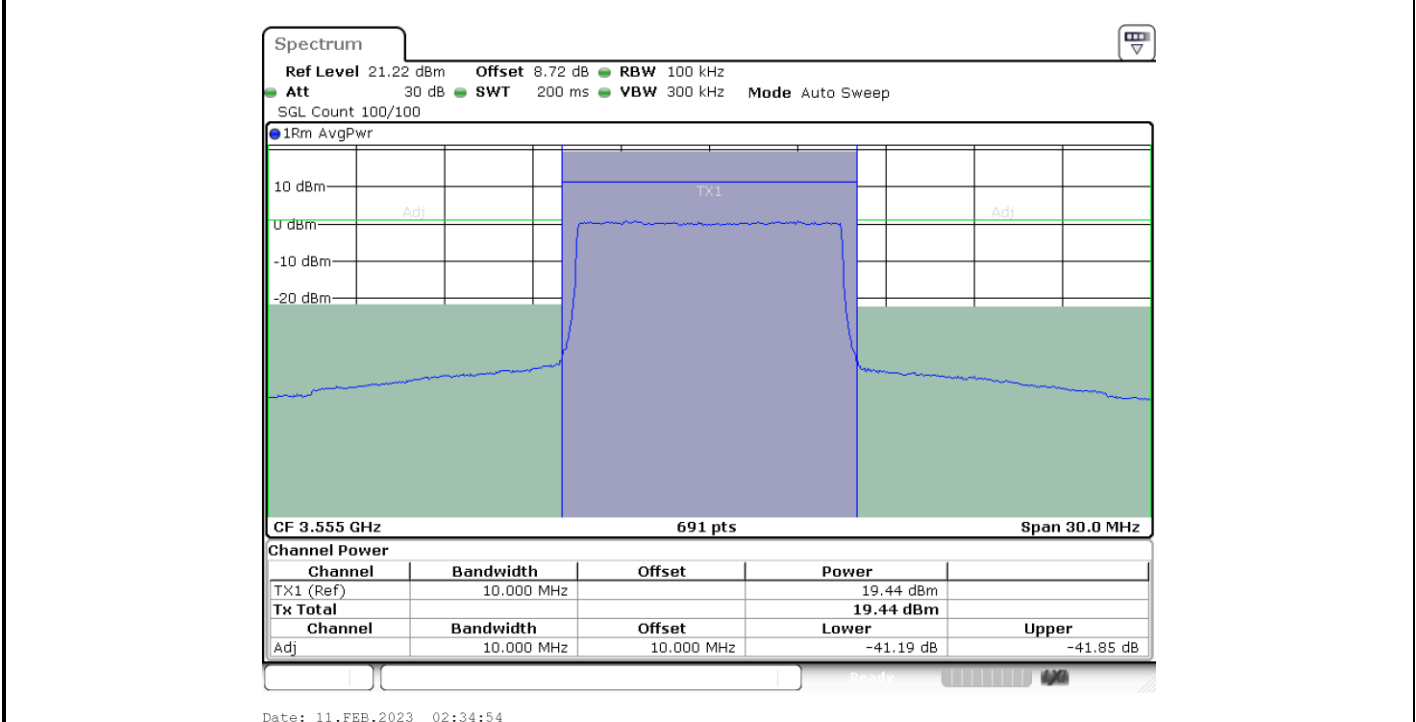 Spectrum
Ref Level 21.22 dBm Offset 8.72 dB RBW 100 kHz
Att 30 dB SWT 200 ms VBW 300 kHz Mode Auto Sweep
SGL Count 100/100
1Rm AvgPwr
10 dBm
TX1
Adj Adj
0 dBm
-10 dBm
-20 dBm
CF 3.555 GHz 691 pts Span 30.0 MHz
Channel Power
Channel Bandwidth Offset Power
TX1 (Ref) 10.000 MHz 19.44 dBm
Tx Total 19.44 dBm
Channel Bandwidth Offset Lower Upper
Adj 10.000 MHz 10.000 MHz -41.19 dB -41.85 dB
Ready
Date: 11.FEB.2023 02:34:54